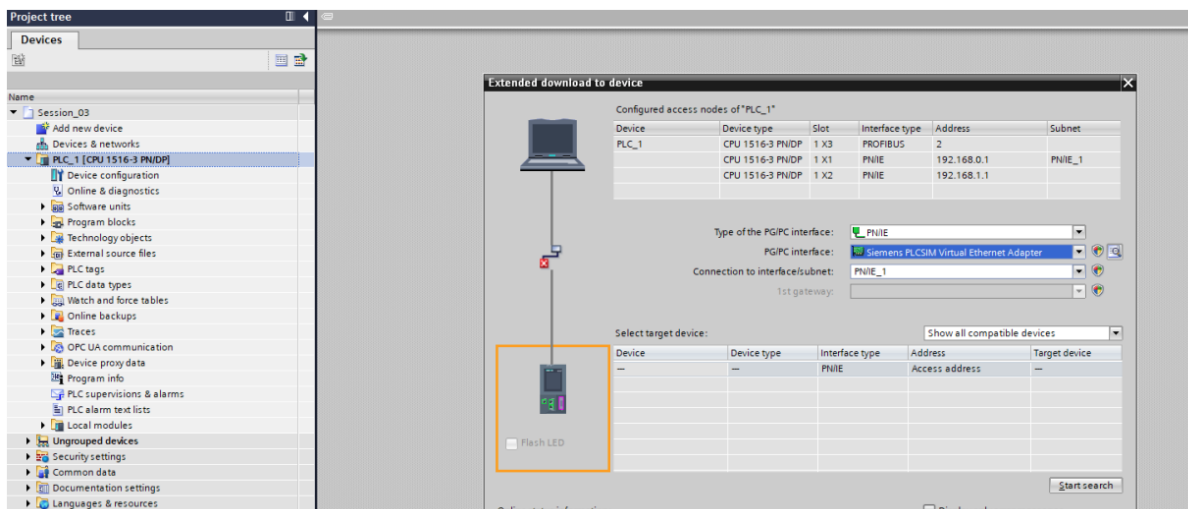 Project tree
Devices
Name
Session_03
Add new device
Devices & networks
PLC_1 [CPU 1516-3 PN/DP]
Device configuration
Online & diagnostics
Software units
Program blocks
Technology objects
External source files
PLC tags
PLC data types
Watch and force tables
Online backups
Traces
OPC UA communication
Device proxy data
Program info
PLC supervisions & alarms
PLC alarm text lists
Local modules
Ungrouped devices
Security settings
Common data
Documentation settings
Languages & resources
Extended download to device
Configured access nodes of "PLC_1"
Device Device type Slot Interface type Address Subnet
PLC_1 CPU 1516-3 PN/DP 1 X3 PROFIBUS 2
CPU 1516-3 PN/DP 1 X1 PN/IE 192.168.0.1 PN/IE_1
CPU 1516-3 PN/DP 1 X2 PN/IE 192.168.1.1
Type of the PG/PC interface: PN/IE
PG/PC interface: Siemens PLCSIM Virtual Ethernet Adapter
Connection to interface/subnet: PN/IE_1
1st gateway:
Select target device: Show all compatible devices
Device Device type Interface type Address Target device
— — PN/IE Access address —
Flash LED
Start search